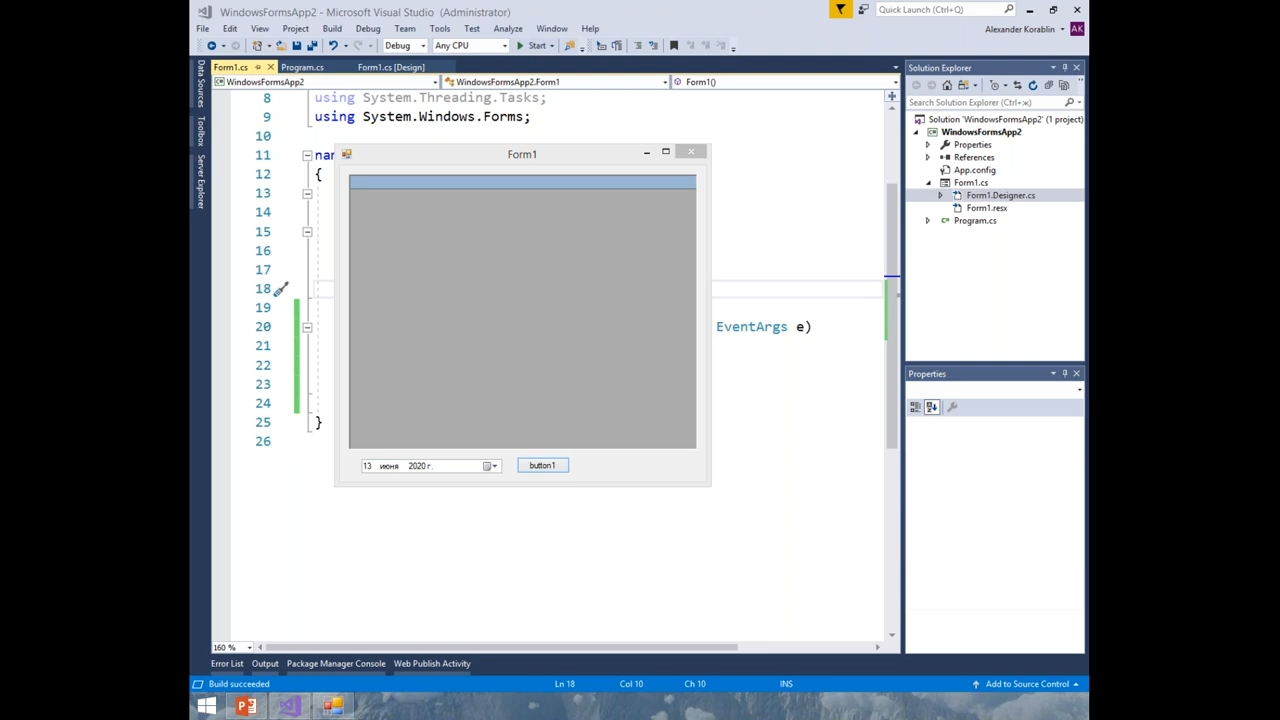 WindowsFormsApp2 - Microsoft Visual Studio (Administrator)
Quick Launch (Ctrl+Q)
File Edit View Project Build Debug Team Tools Test Analyze Window Help
Alexander Korablin AK
Debug Any CPU Start
Form1.cs Program.cs Form1.cs [Design]
WindowsFormsApp2 WindowsFormsApp2.Form1 Form1()
Data Sources
Toolbox
Server Explorer
8 using System.Threading.Tasks;
9 using System.Windows.Forms;
10
11 nar
12 {
13
14
15
16
17
18
19
20 EventArgs e)
21
22
23
24
25 }
26
Form1
13 июня 2020 г.
button1
160 %
Solution Explorer
Search Solution Explorer (Ctrl+ж)
Solution 'WindowsFormsApp2' (1 project)
WindowsFormsApp2
Properties
References
App.config
Form1.cs
Form1.Designer.cs
Form1.resx
Program.cs
Properties
Error List Output Package Manager Console Web Publish Activity
Build succeeded Ln 18 Col 10 Ch 10 INS Add to Source Control